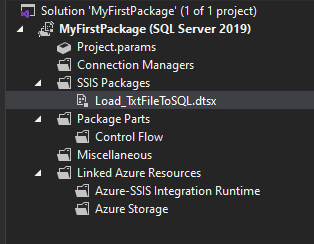 Solution 'MyFirstPackage' (1 of 1 project)
MyFirstPackage (SQL Server 2019)
Project.params
Connection Managers
SSIS Packages
Load_TxtFileToSQL.dtsx
Package Parts
Control Flow
Miscellaneous
Linked Azure Resources
Azure-SSIS Integration Runtime
Azure Storage